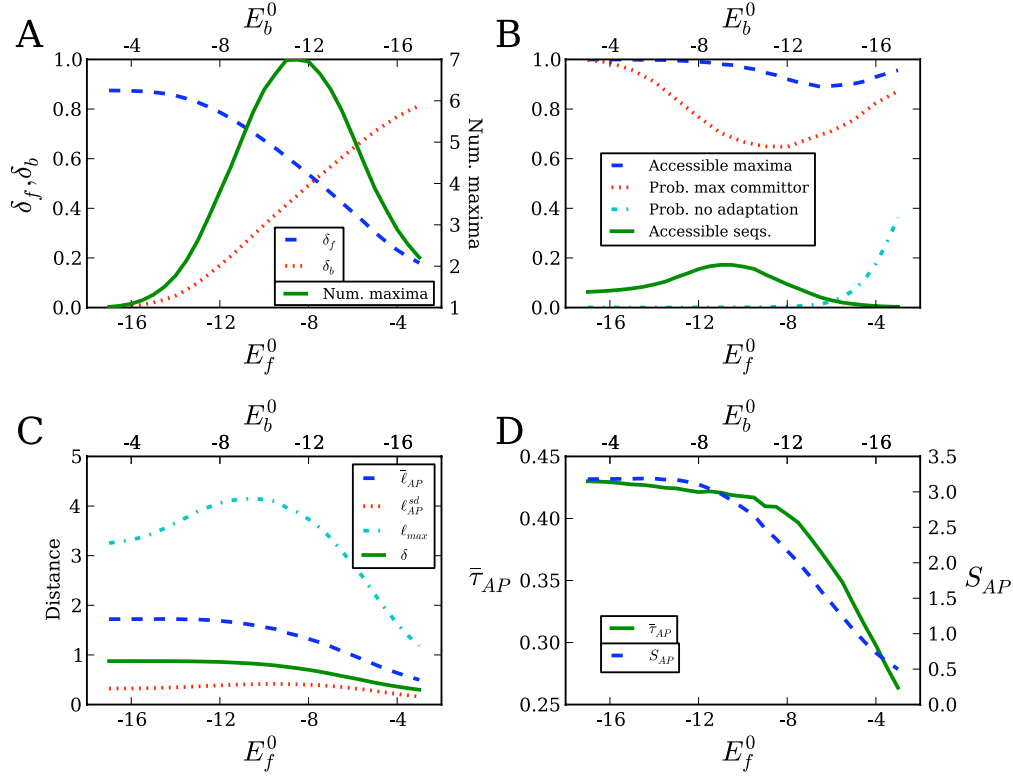 A
E_b^0
-4 -8 -12 -16
1.0
0.8
0.6
0.4
0.2
0.0
δ_f, δ_b
7
6
5
4
3
2
1
Num. maxima
δ_f
δ_b
Num. maxima
-16 -12 -8 -4
E_f^0
B
E_b^0
-4 -8 -12 -16
1.0
0.8
0.6
0.4
0.2
0.0
Accessible maxima
Prob. max committor
Prob. no adaptation
Accessible seqs.
-16 -12 -8 -4
E_f^0
C
E_b^0
-4 -8 -12 -16
5
4
3
2
1
0
Distance
ℓ̄_AP
ℓ_AP^sd
ℓ_max
δ
-16 -12 -8 -4
E_f^0
D
E_b^0
-4 -8 -12 -16
0.45
0.40
0.35
0.30
0.25
τ̄_AP
3.5
3.0
2.5
2.0
1.5
1.0
0.5
0.0
S_AP
τ̄_AP
S_AP
-16 -12 -8 -4
E_f^0